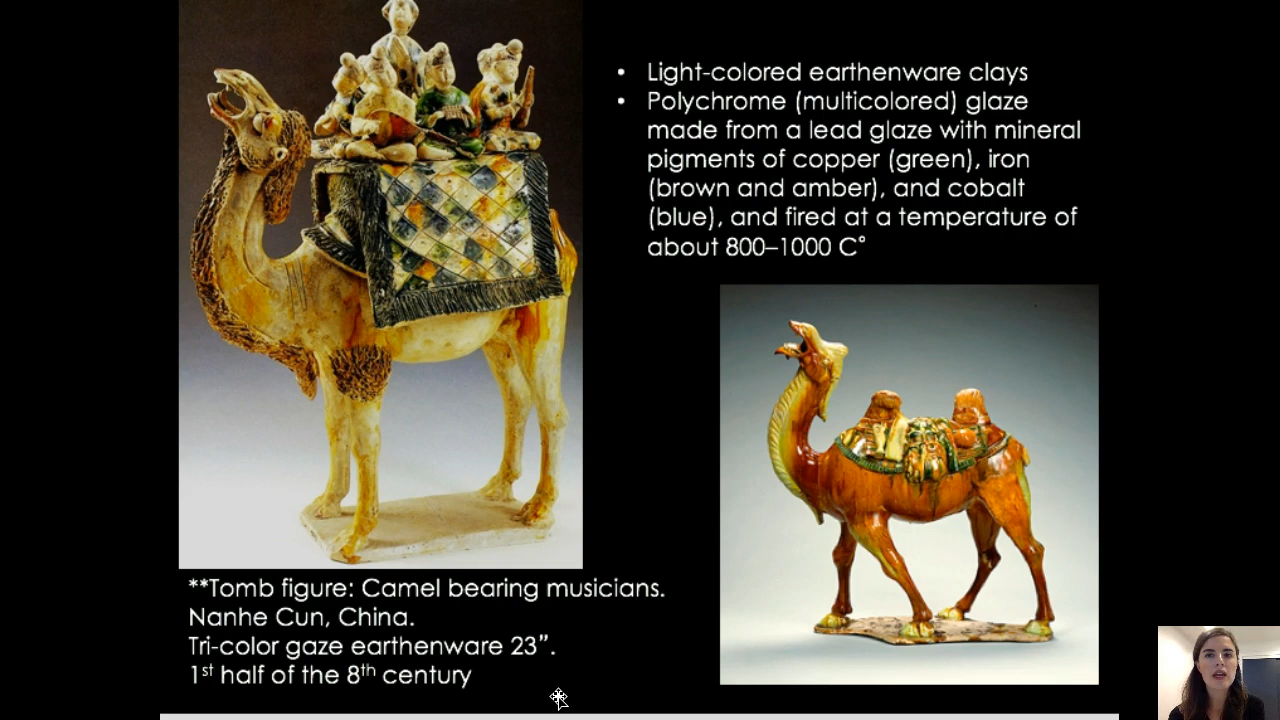 • Light-colored earthenware clays
• Polychrome (multicolored) glaze
made from a lead glaze with mineral
pigments of copper (green), iron
(brown and amber), and cobalt
(blue), and fired at a temperature of
about 800–1000 C°
**Tomb figure: Camel bearing musicians.
Nanhe Cun, China.
Tri-color gaze earthenware 23”.
1st half of the 8th century